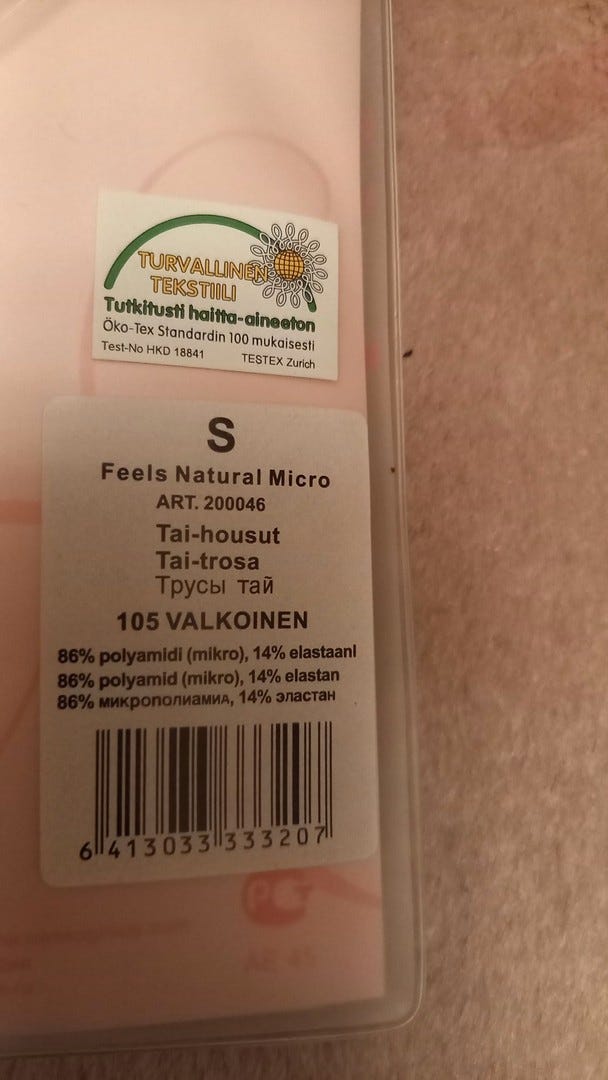 TURVALLINEN
TEKSTIILI
Tutkitusti haitta-aineeton
Öko-Tex Standardin 100 mukaisesti
Test-No HKD 18841 TESTEX Zurich
S
Feels Natural Micro
ART. 200046
Tai-housut
Tai-trosa
Трусы тай
105 VALKOINEN
86% polyamidi (mikro), 14% elastaanl
86% polyamid (mikro), 14% elastan
86% микрополиамид, 14% эластан
6 413033 333207